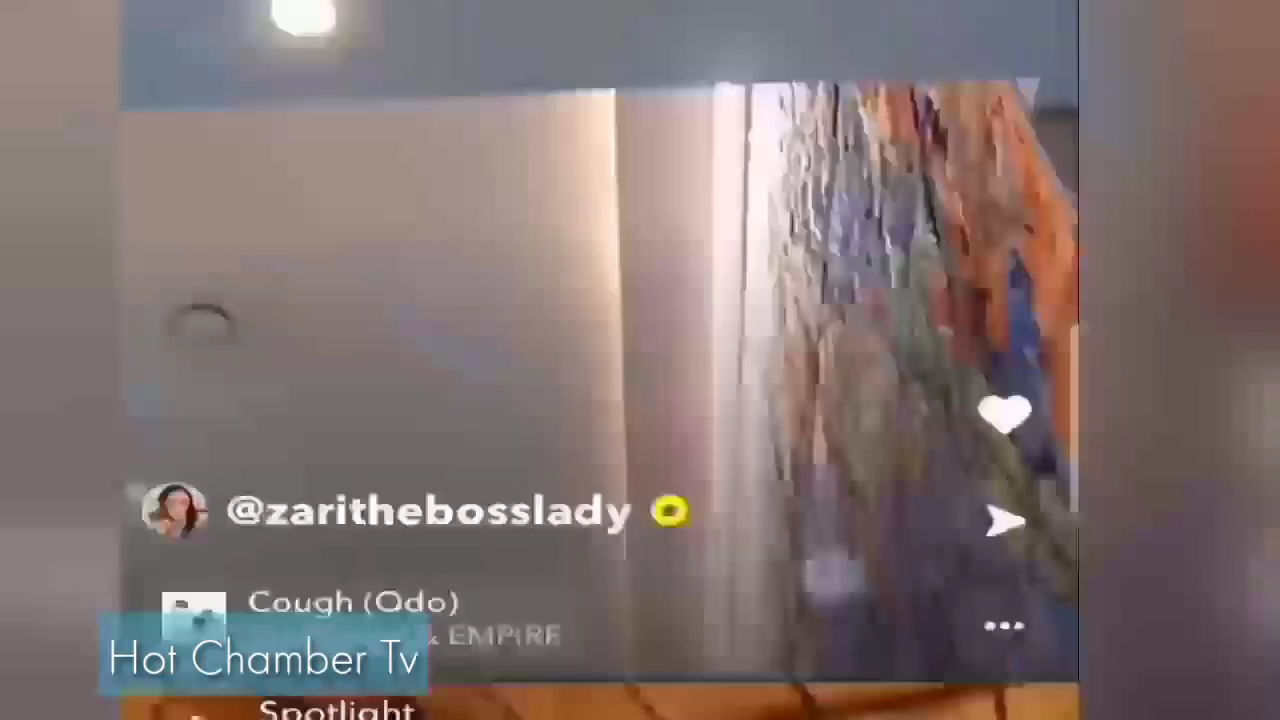 @zarithebosslady
Cough (Odo)
& EMPIRE
Hot Chamber Tv
Spotlight